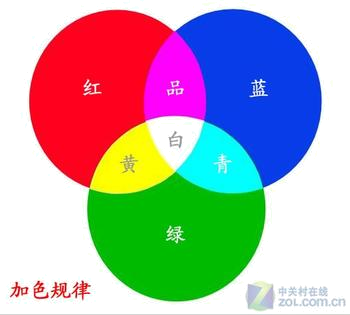 红 品 蓝
白
黄 青
绿
加色规律
中关村在线
zol.com.cn